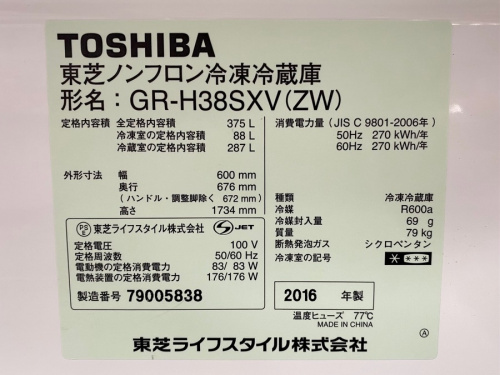 TOSHIBA
東芝ノンフロン冷凍冷蔵庫
形名：GR-H38SXV(ZW)
定格内容積 全定格内容積 375 L
冷凍室の定格内容積 88 L
冷蔵室の定格内容積 287 L
消費電力量 (JIS C 9801-2006年)
50Hz 270 kWh/年
60Hz 270 kWh/年
外形寸法 幅 600 mm
奥行 676 mm
(ハンドル・調整脚除く 672 mm)
高さ 1734 mm
種類 冷凍冷蔵庫
冷媒 R600a
冷媒封入量 69 g
質量 79 kg
断熱発泡ガス シクロペンタン
冷凍室の記号 * ***
PS E 東芝ライフスタイル株式会社 JET
定格電圧 100 V
定格周波数 50/60 Hz
電動機の定格消費電力 83/ 83 W
電熱装置の定格消費電力 176/176 W
製造番号 79005838
2016 年製
温度ヒューズ 77℃
MADE IN CHINA
A
東芝ライフスタイル株式会社